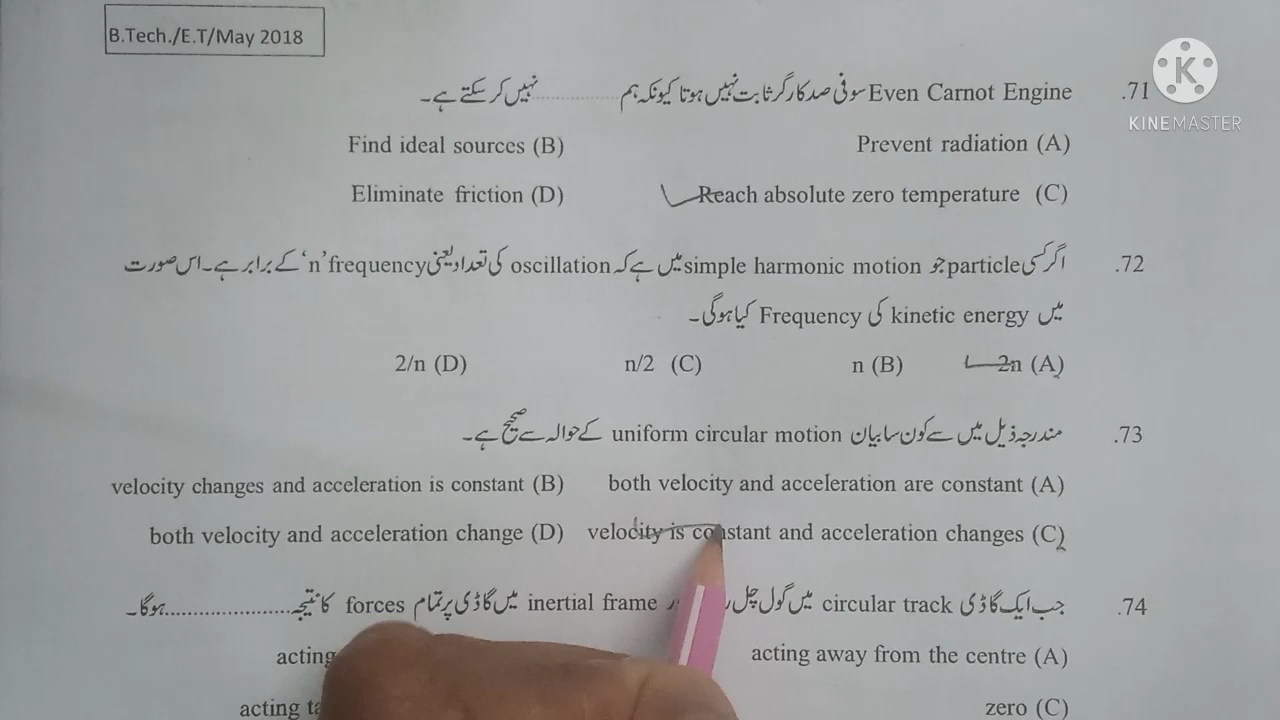 B.Tech./E.T/May 2018
K
KINEMASTER
.71 Even Carnot Engine سو فی صد کارگر ثابت نہیں ہوتا کیونکہ ہم .................. نہیں کر سکتے ہے۔
Prevent radiation (A) Find ideal sources (B)
Reach absolute zero temperature (C) Eliminate friction (D)
.72 اگر کسی particle جو simple harmonic motion میں ہے کہ oscillation کی تعداد یعنی frequency 'n' کے برابر ہے۔ اس صورت
میں kinetic energy کی Frequency کیا ہوگی۔
2n (A) n (B) n/2 (C) 2/n (D)
.73 مندرجہ ذیل میں سے کون سا بیان uniform circular motion کے حوالہ سے صحیح ہے۔
both velocity and acceleration are constant (A) velocity changes and acceleration is constant (B)
velocity is constant and acceleration changes (C) both velocity and acceleration change (D)
.74 جب ایک گاڈی circular track میں گول چل inertial frame میں گاڈی پر تمام forces کا نتیجہ...................... ہوگا۔
acting away from the centre (A) acting
zero (C) acting